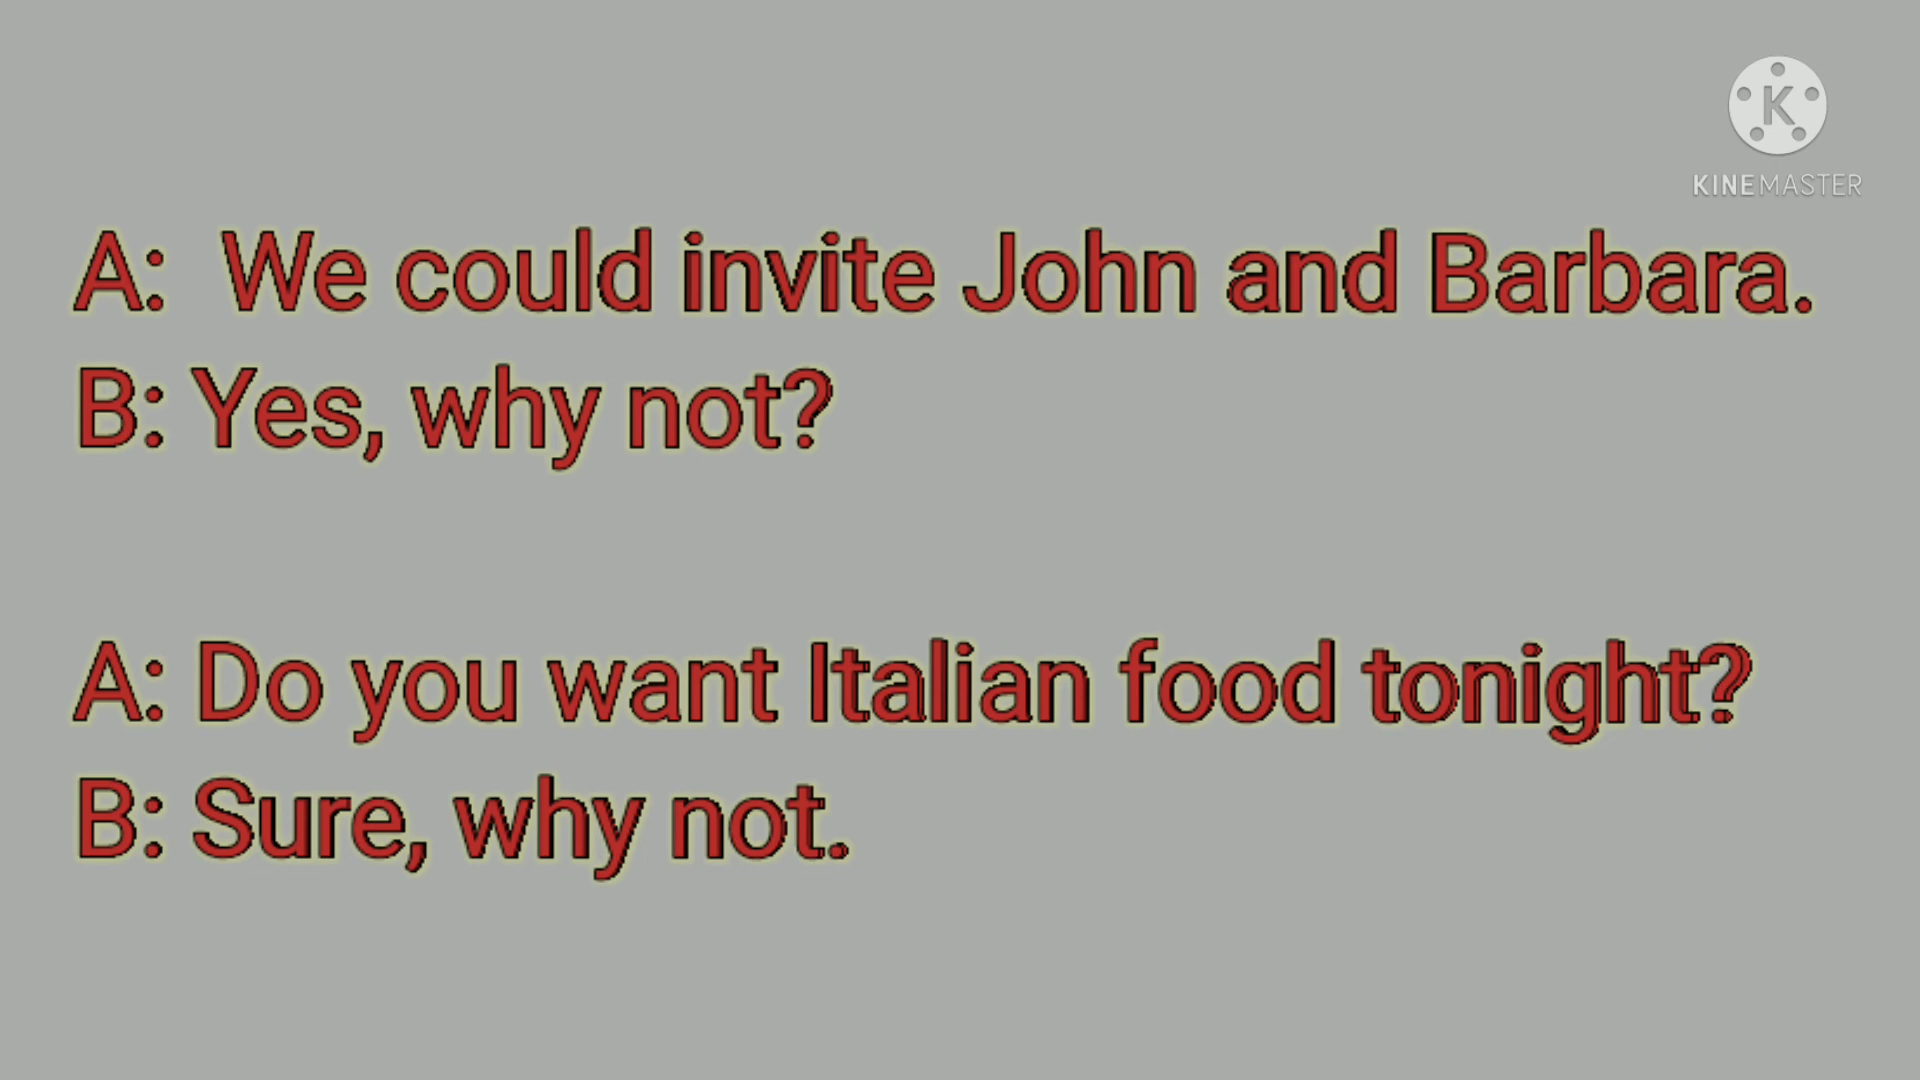 K
KINEMASTER
A: We could invite John and Barbara.
B: Yes, why not?
A: Do you want Italian food tonight?
B: Sure, why not.